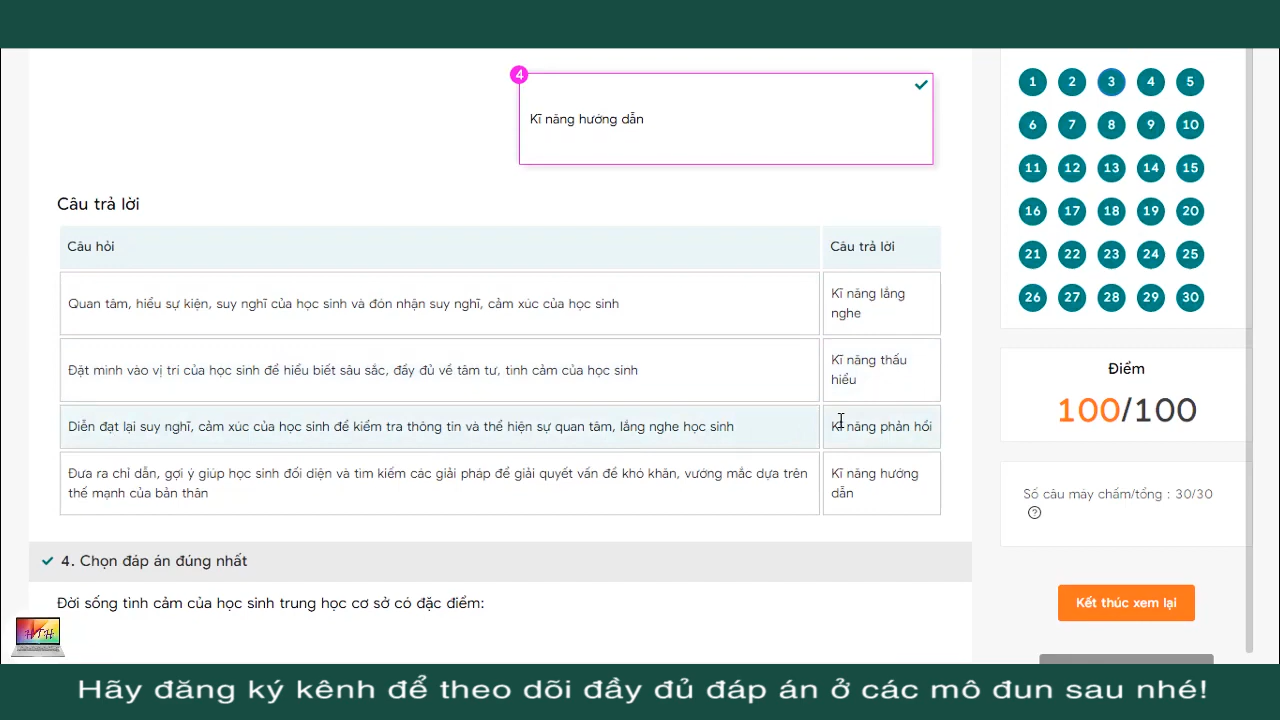 4
Kĩ năng hướng dẫn
Câu trả lời
Câu hỏi
Câu trả lời
Quan tâm, hiểu sự kiện, suy nghĩ của học sinh và đón nhận suy nghĩ, cảm xúc của học sinh
Kĩ năng lắng
nghe
Đặt mình vào vị trí của học sinh để hiểu biết sâu sắc, đầy đủ về tâm tư, tình cảm của học sinh
Kĩ năng thấu
hiểu
Diễn đạt lại suy nghĩ, cảm xúc của học sinh để kiến tra thông tin và thể hiện sự quan tâm, lắng nghe học sinh
Kĩ năng phản hồi
Đưa ra chỉ dẫn, gợi ý giúp học sinh đối diện và tìm kiếm các giải pháp để giải quyết vấn đề khó khăn, vướng mắc dựa trên
thế mạnh của bản thân
Kĩ năng hướng
dẫn
4. Chọn đáp án đúng nhất
Đời sống tình cảm của học sinh trung học cơ sở có đặc điểm:
1 2 3 4 5
6 7 8 9 10
11 12 13 14 15
16 17 18 19 20
21 22 23 24 25
26 27 28 29 30
Điểm
100/100
Số câu máy chấm/tổng : 30/30
?
Kết thúc xem lại
HTH
Hãy đăng ký kênh để theo dõi đầy đủ đáp án ở các mô đun sau nhé!